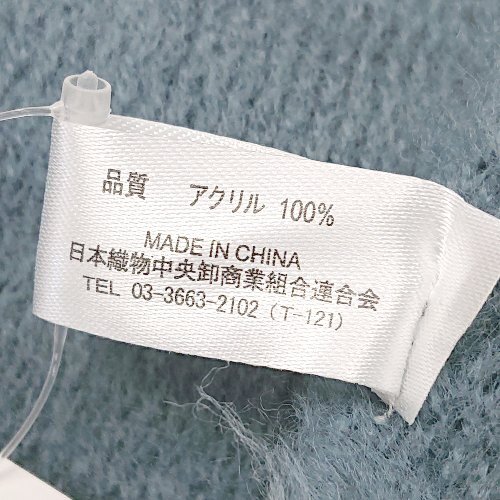 品質 アクリル 100%
MADE IN CHINA
日本織物中央卸商業組合連合会
TEL 03-3663-2102 (T-121)